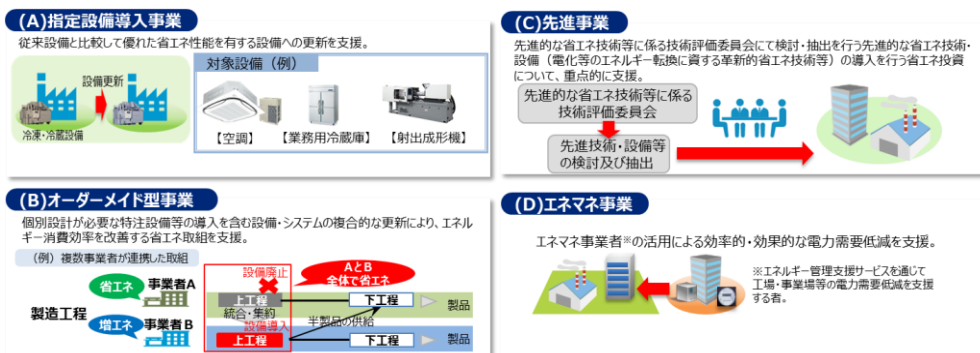 (A)指定設備導入事業
従来設備と比較して優れた省エネ性能を有する設備への更新を支援。
設備更新
冷凍・冷蔵設備
対象設備（例）
【空調】
【業務用冷蔵庫】
【射出成形機】
(B)オーダーメイド型事業
個別設計が必要な特注設備等の導入を含む設備・システムの複合的な更新により、エネル
ギー消費効率を改善する省エネ取組を支援。
（例）複数事業者が連携した取組
製造工程
省エネ
事業者A
増エネ
事業者B
設備廃止
上工程
統合・集約
設備導入
上工程
AとB
全体で省エネ
下工程
製品
半製品の供給
下工程
製品
(C)先進事業
先進的な省エネ技術等に係る技術評価委員会にて検討・抽出を行う先進的な省エネ技術・
設備（電化等のエネルギー転換に資する革新的省エネ技術等）の導入を行う省エネ投資
について、重点的に支援。
先進的な省エネ技術等に係る
技術評価委員会
先進技術・設備等
の検討及び抽出
(D)エネマネ事業
エネマネ事業者※の活用による効率的・効果的な電力需要低減を支援。
※エネルギー管理支援サービスを通じて
工場・事業場等の電力需要低減を支援
する者。